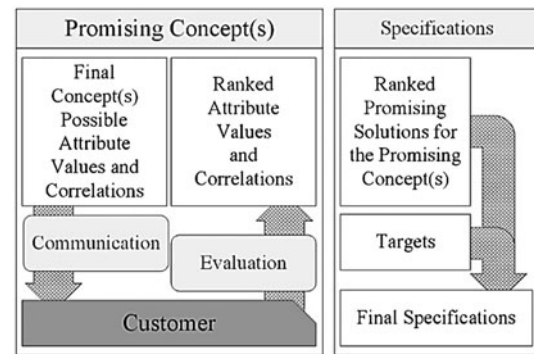 Promising Concept(s)
Final
Concept(s)
Possible
Attribute
Values and
Correlations
Ranked
Attribute
Values
and
Correlations
Communication
Evaluation
Customer
Specifications
Ranked
Promising
Solutions for
the Promising
Concept(s)
Targets
Final Specifications